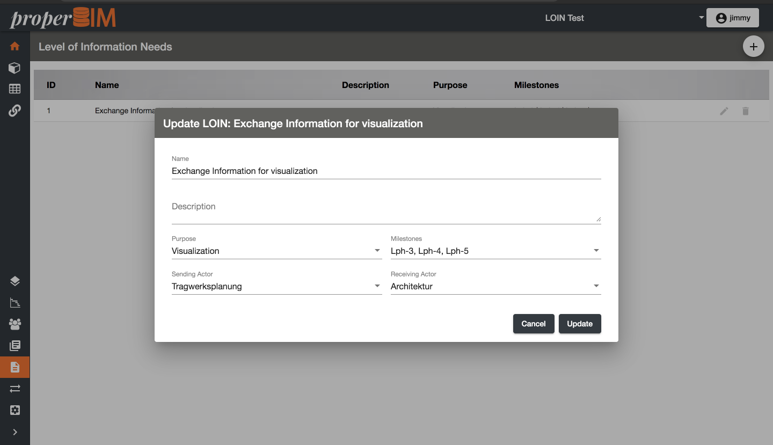 properBIM
LOIN Test
jimmy
Level of Information Needs
+
ID Name Description Purpose Milestones
1 Exchange
Update LOIN: Exchange Information for visualization
Name
Exchange Information for visualization
Description
Purpose
Visualization
Milestones
Lph-3, Lph-4, Lph-5
Sending Actor
Tragwerksplanung
Receiving Actor
Architektur
Cancel Update